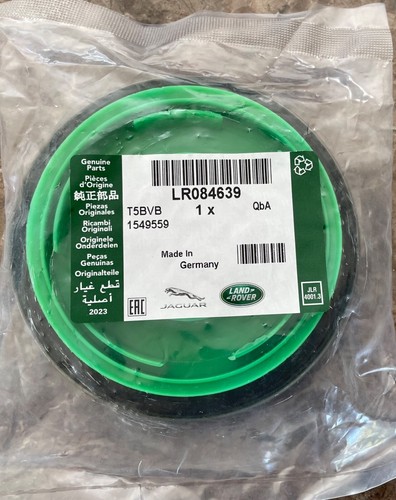 Genuine
Parts
Pièces
d'Origine
純正部品
Piezas
Originales
Ricambi
Originali
Originele
Onderdelen
Peças
Genuínas
Originalteile
قطع غيار
أصلية
2023
LR084639
T5BVB
1 x
QbA
1549559
Made In
Germany
EAC
JAGUAR
LAND-
ROVER
JLR
4001.3